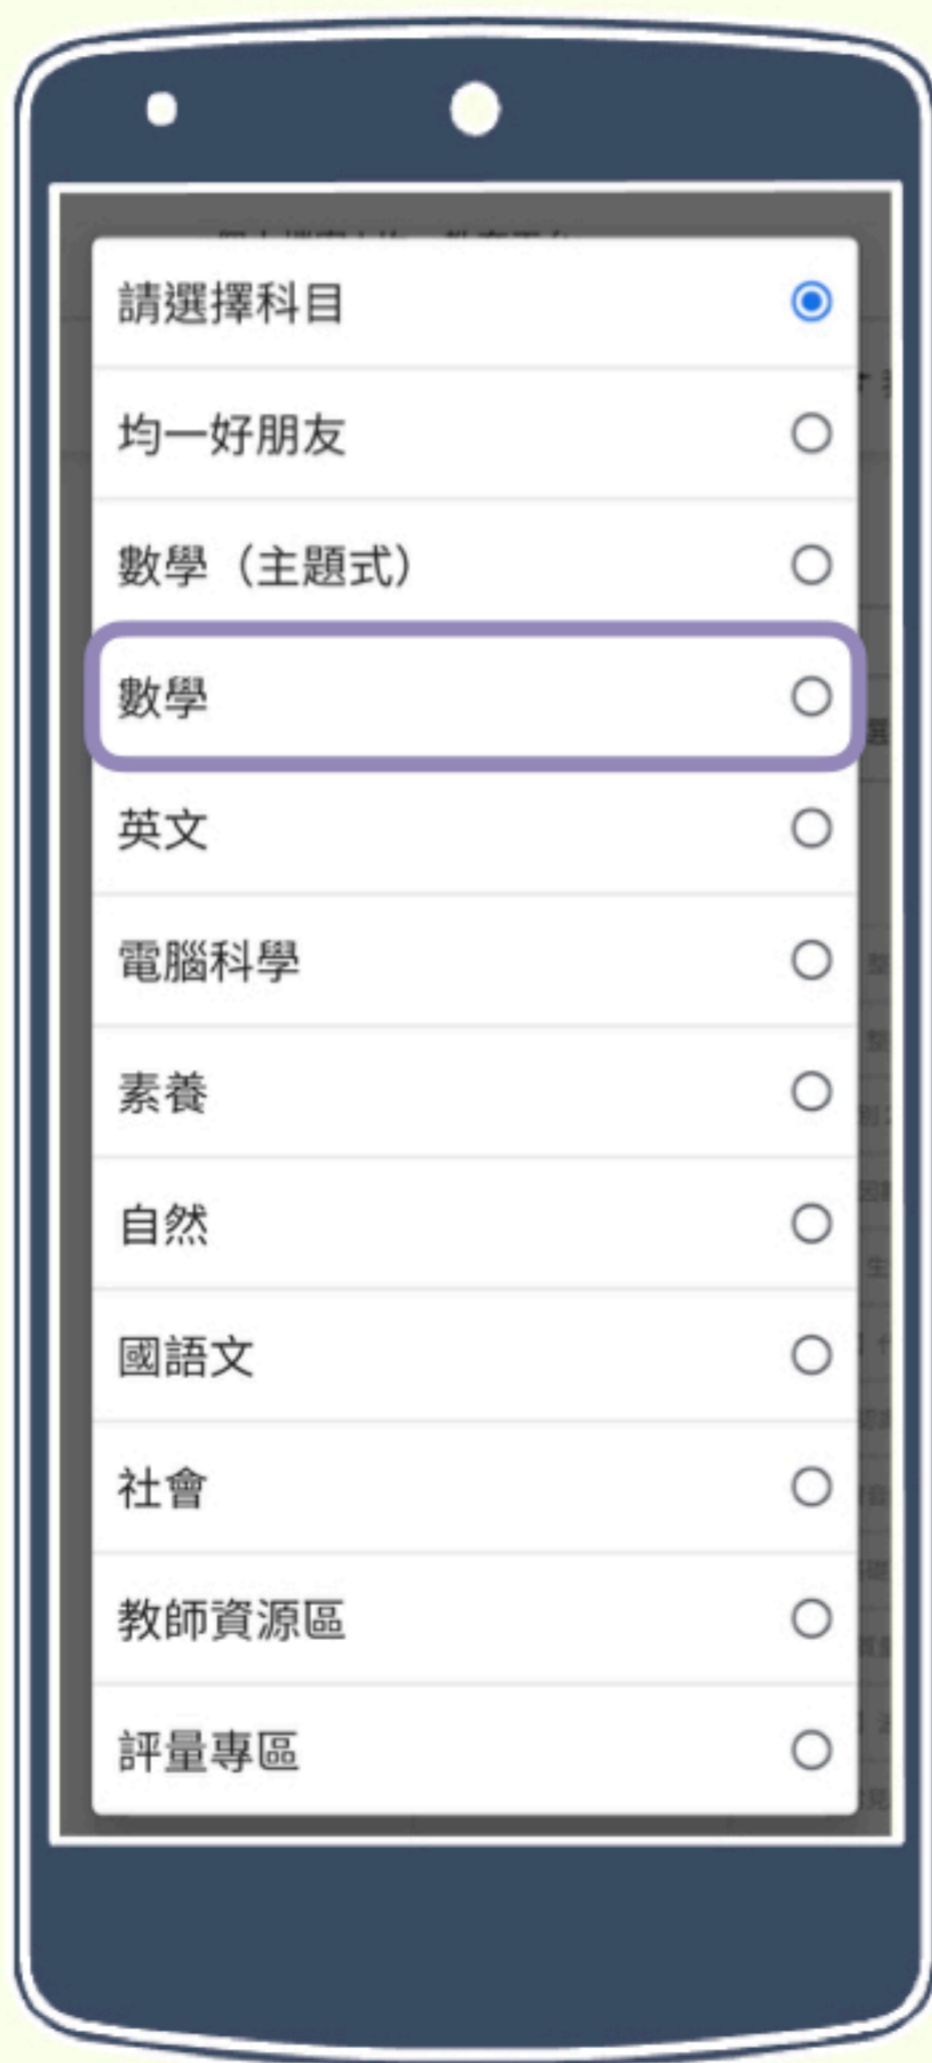 請選擇科目
均一好朋友
數學（主題式）
數學
英文
電腦科學
素養
自然
國語文
社會
教師資源區
評量專區